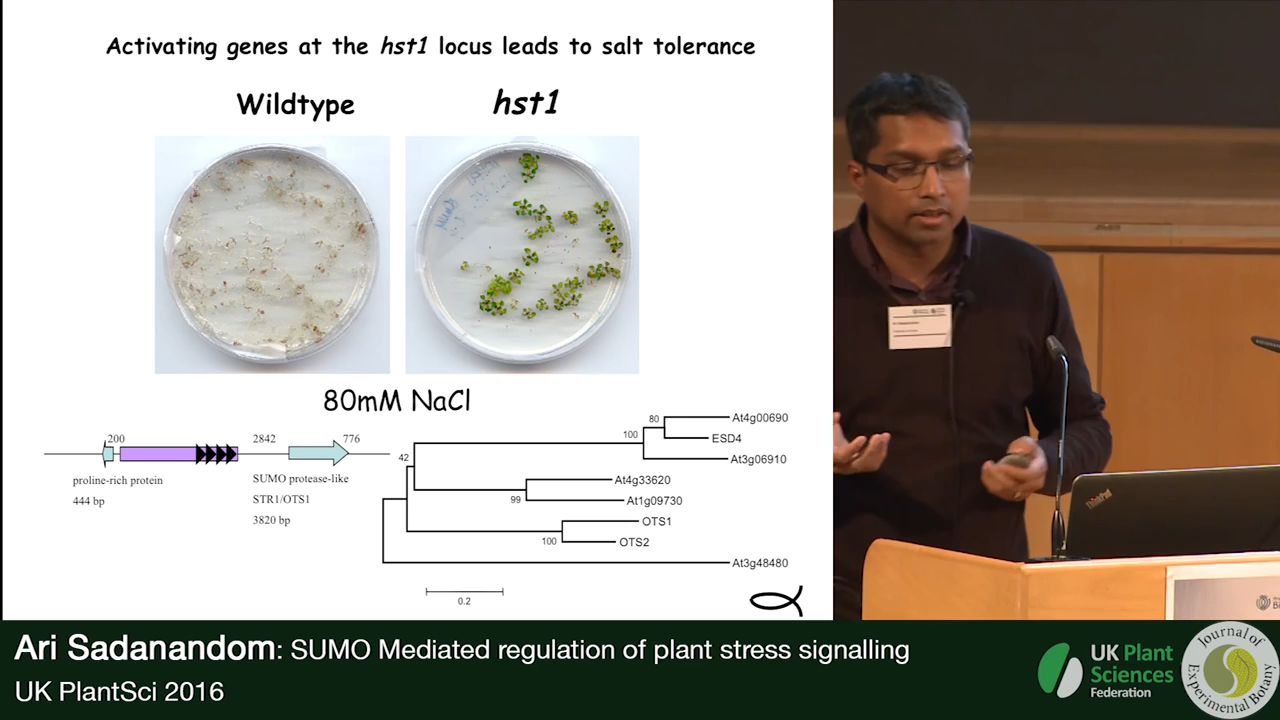 Activating genes at the hst1 locus leads to salt tolerance
Wildtype
hst1
80mM NaCl
200
2842
776
proline-rich protein
444 bp
SUMO protease-like
STR1/OTS1
3820 bp
80
100
42
99
100
At4g00690
ESD4
At3g06910
At4g33620
At1g09730
OTS1
OTS2
At3g48480
0.2
ThinkPad
Ari Sadanandom: SUMO Mediated regulation of plant stress signalling
UK PlantSci 2016
UK Plant
Sciences
Federation
Journal of
Experimental Botany